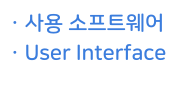 · 사용 소프트웨어
· User Interface